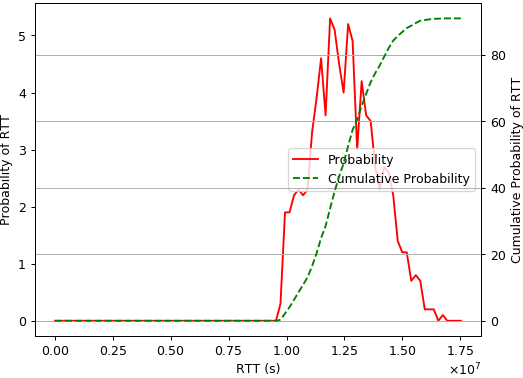 5
4
3
2
1
0
Probability of RTT
80
60
40
20
0
Cumulative Probability of RTT
Probability
Cumulative Probability
0.00 0.25 0.50 0.75 1.00 1.25 1.50 1.75
RTT (s)
×10⁷